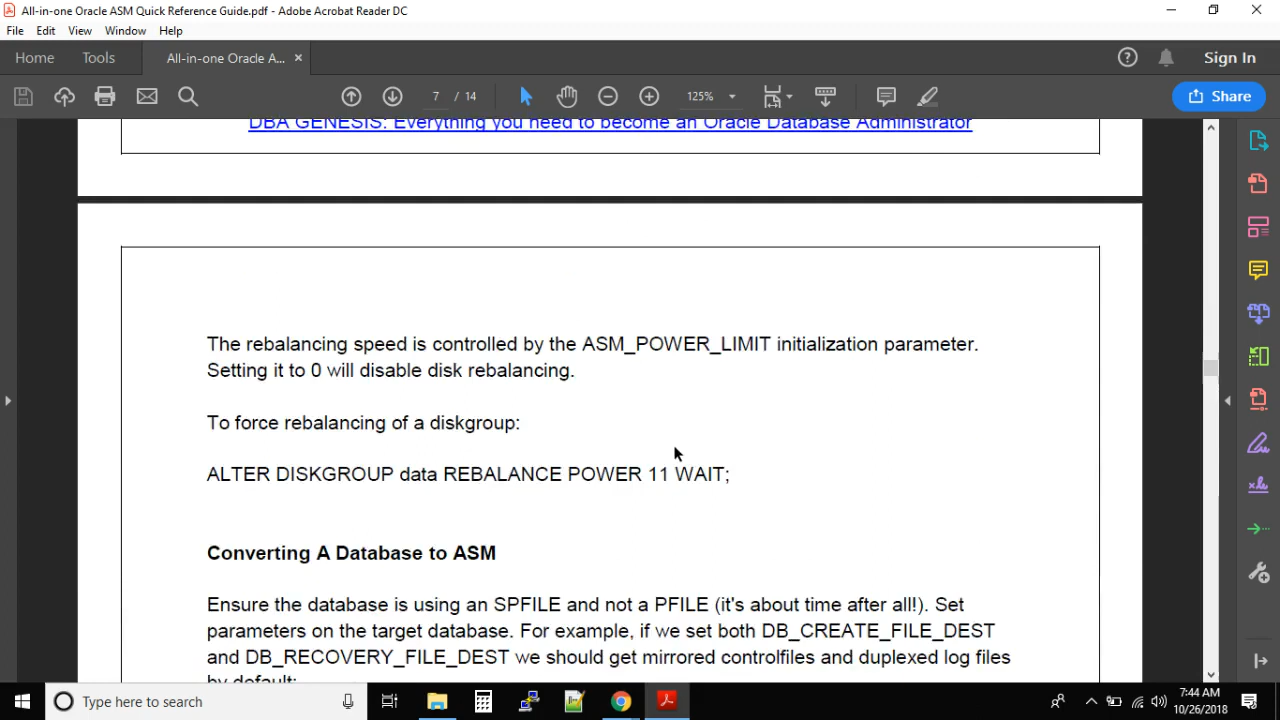 All-in-one Oracle ASM Quick Reference Guide.pdf - Adobe Acrobat Reader DC
File Edit View Window Help
Home Tools All-in-one Oracle A... × Sign In
7 / 14 125% Share
DBA GENESIS: Everything you need to become an Oracle Database Administrator
The rebalancing speed is controlled by the ASM_POWER_LIMIT initialization parameter.
Setting it to 0 will disable disk rebalancing.
To force rebalancing of a diskgroup:
ALTER DISKGROUP data REBALANCE POWER 11 WAIT;
Converting A Database to ASM
Ensure the database is using an SPFILE and not a PFILE (it's about time after all!). Set
parameters on the target database. For example, if we set both DB_CREATE_FILE_DEST
and DB_RECOVERY_FILE_DEST we should get mirrored controlfiles and duplexed log files
by default:
Type here to search
7:44 AM
10/26/2018